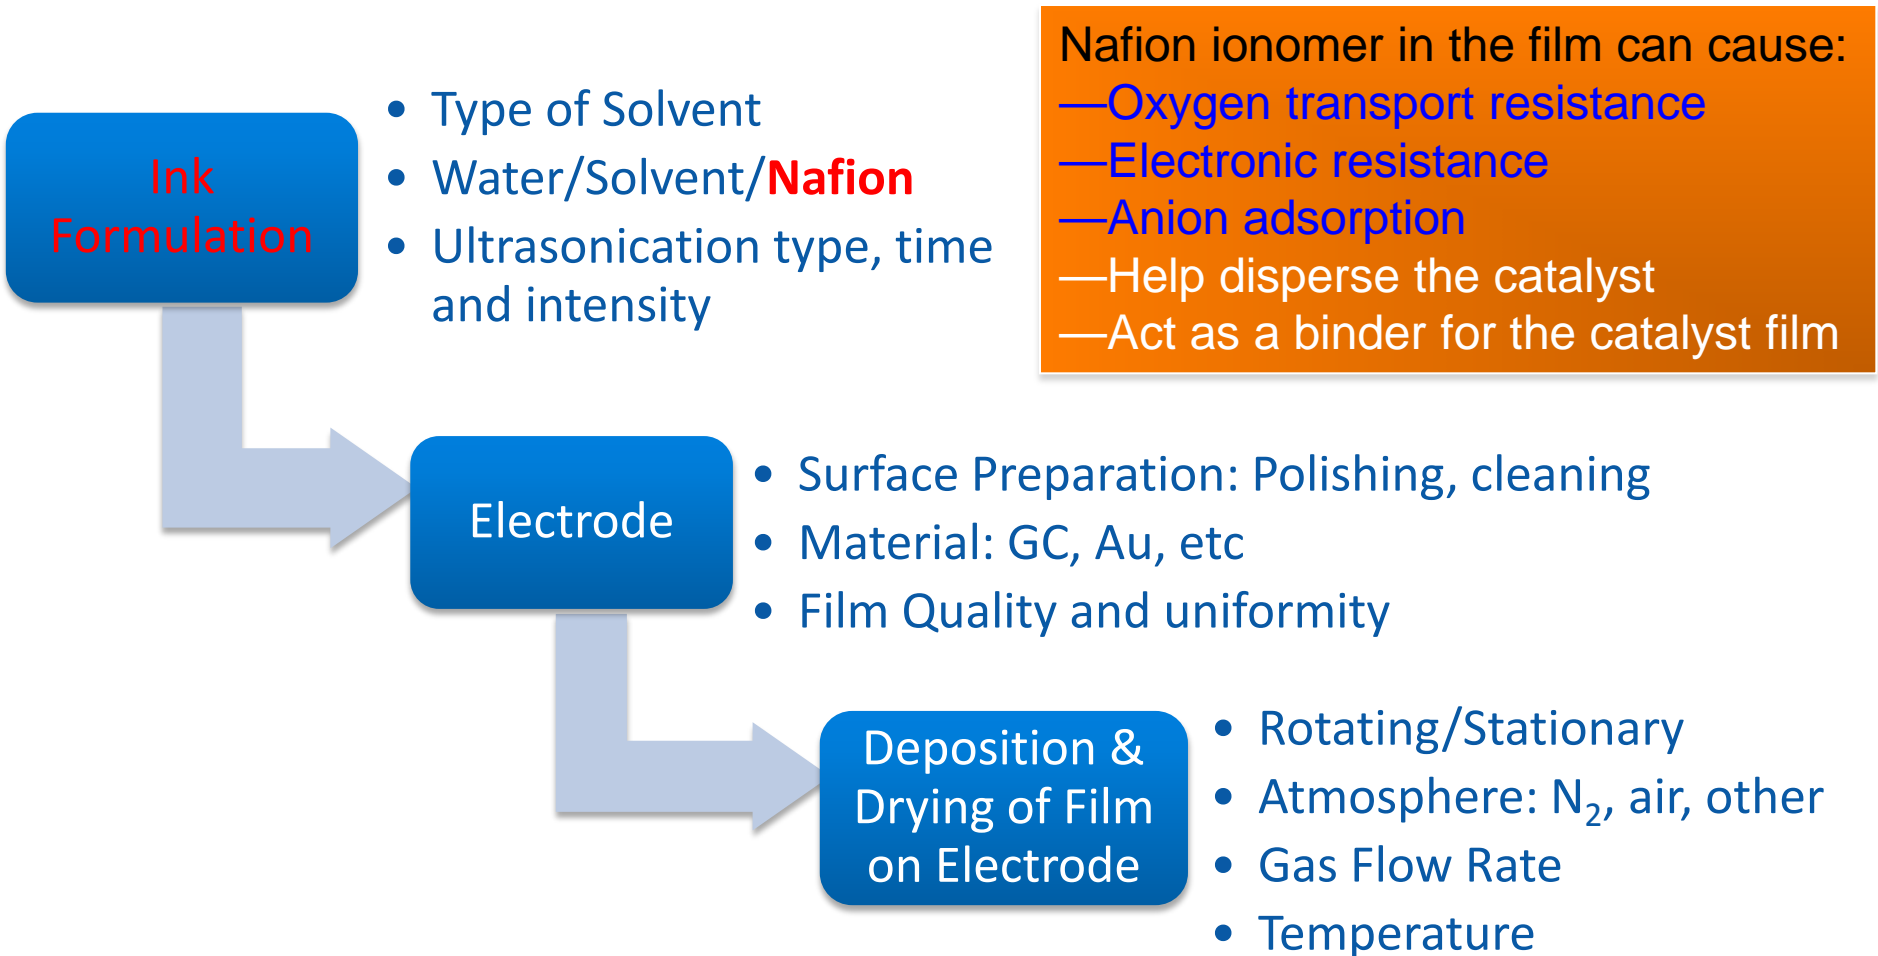 Nafion ionomer in the film can cause:
—Oxygen transport resistance
—Electronic resistance
—Anion adsorption
—Help disperse the catalyst
—Act as a binder for the catalyst film
Ink
Formulation
• Type of Solvent
• Water/Solvent/Nafion
• Ultrasonication type, time
and intensity
Electrode
• Surface Preparation: Polishing, cleaning
• Material: GC, Au, etc
• Film Quality and uniformity
Deposition &
Drying of Film
on Electrode
• Rotating/Stationary
• Atmosphere: N₂, air, other
• Gas Flow Rate
• Temperature